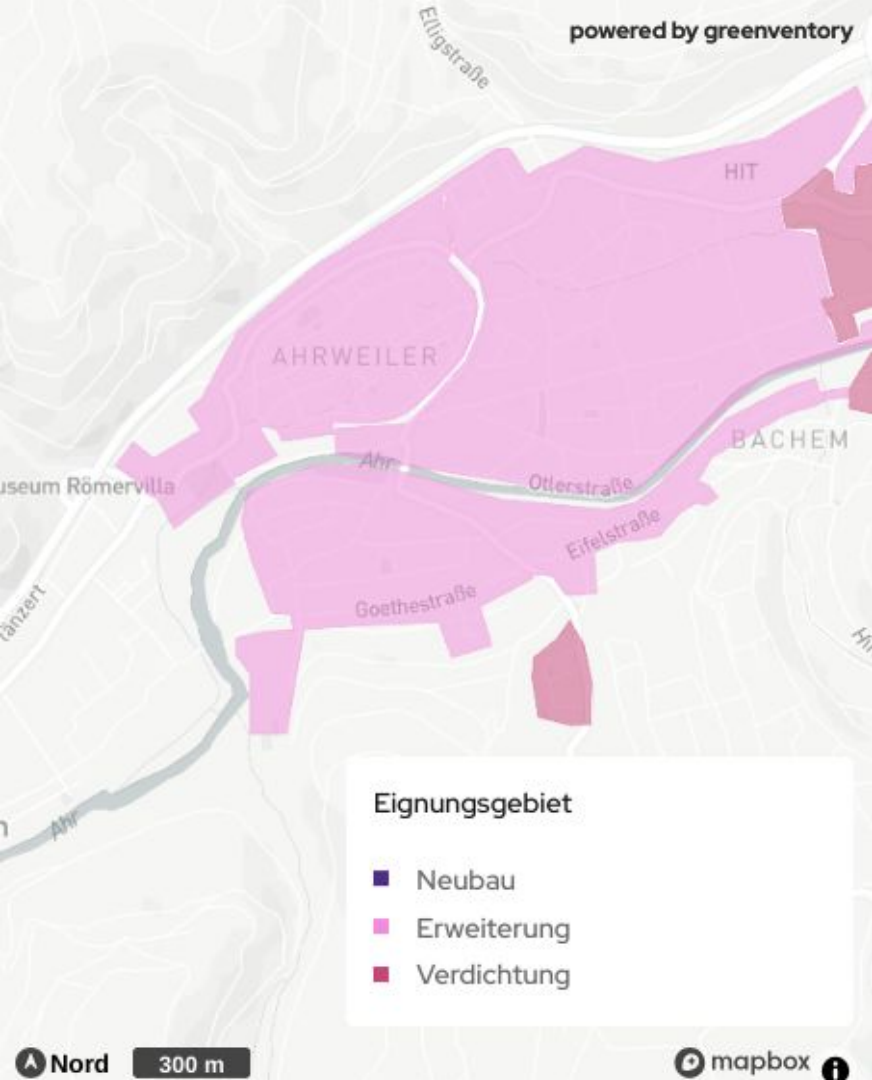 Elligstraße
powered by greenventory
HIT
AHRWEILER
BACHEM
Ahr
Otlerstraße
useum Römervilla
Eifelstraße
Goethestraße
Ahr
Eignungsgebiet
Neubau
Erweiterung
Verdichtung
Nord
300 m
mapbox
i